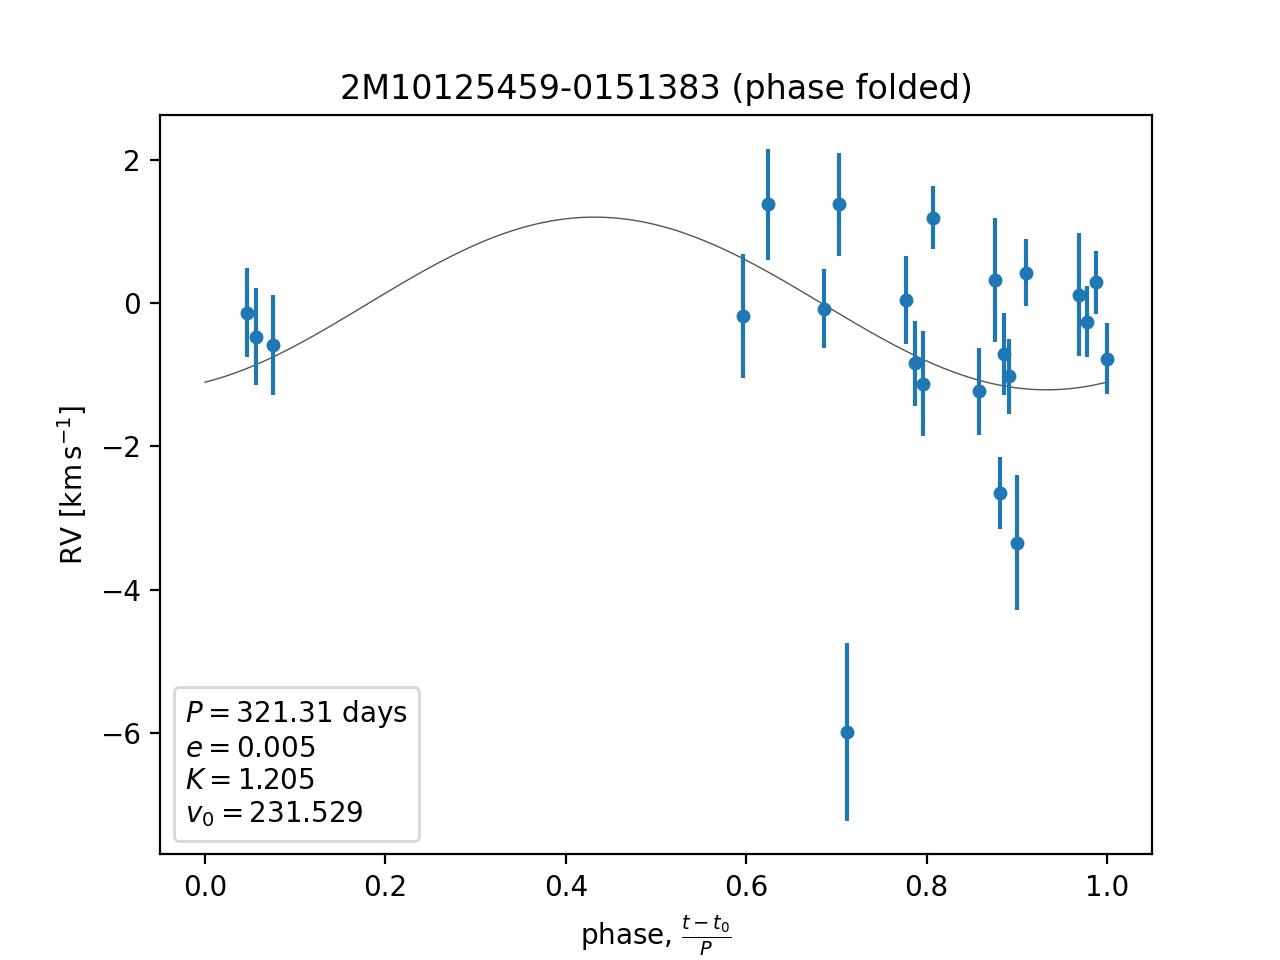 2M10125459-0151383 (phase folded)
2
0
−2
−4
−6
RV [km s⁻¹]
P = 321.31 days
e = 0.005
K = 1.205
v₀ = 231.529
0.0 0.2 0.4 0.6 0.8 1.0
phase, (t − t₀)/P